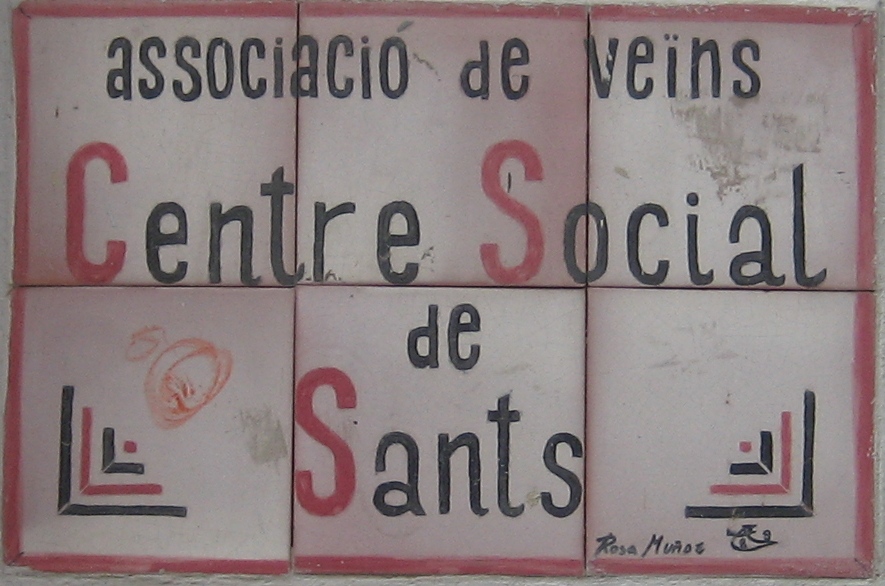 associació de veïns
Centre Social
de
Sants
Rosa Muñoz